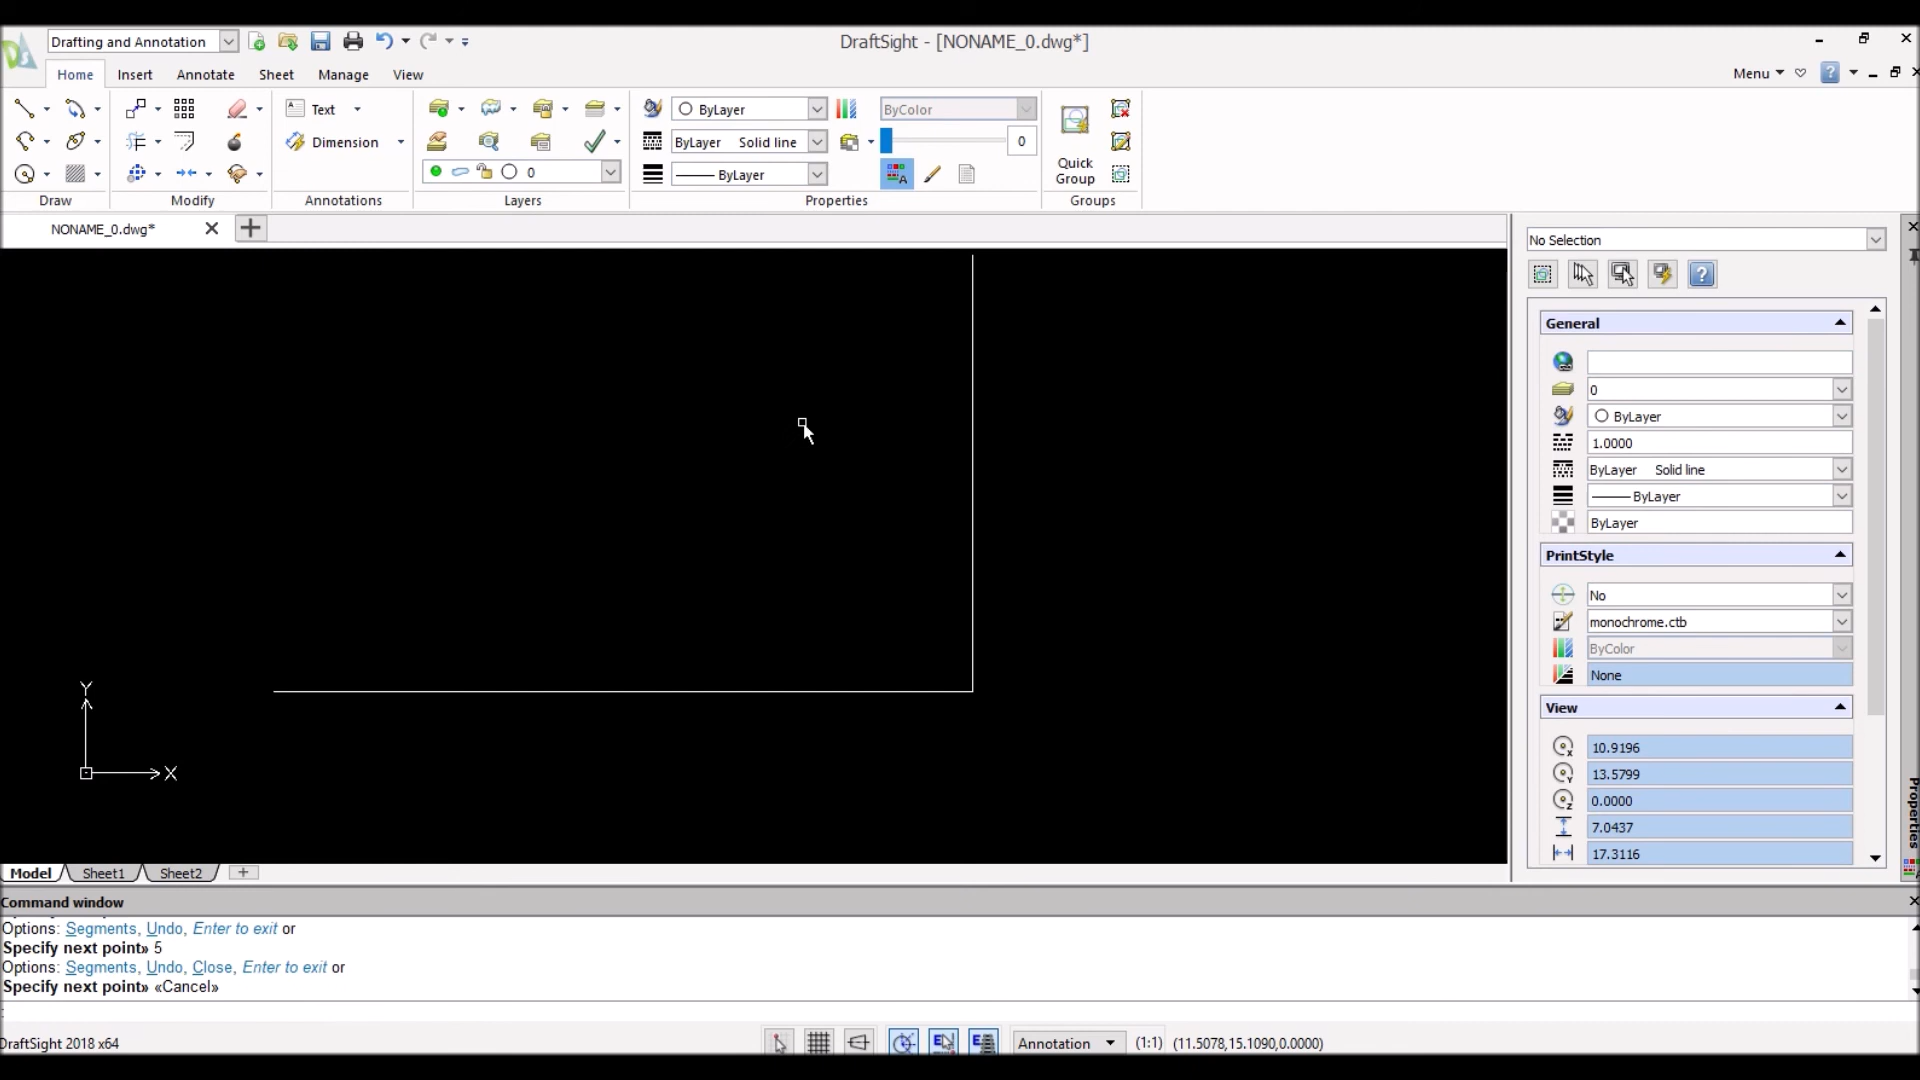 Drafting and Annotation
DraftSight - [NONAME_0.dwg*]
Home Insert Annotate Sheet Manage View
Menu
Text
ByLayer
ByColor
Dimension
ByLayer Solid line
0
0
ByLayer
Quick
Group
Draw Modify Annotations Layers Properties Groups
NONAME_0.dwg*
No Selection
General
0
ByLayer
1.0000
ByLayer Solid line
ByLayer
ByLayer
PrintStyle
No
monochrome.ctb
ByColor
None
View
10.9196
13.5799
0.0000
7.0437
17.3116
Properties
Y
X
Model Sheet1 Sheet2
Command window
Options: Segments, Undo, Enter to exit or
Specify next point» 5
Options: Segments, Undo, Close, Enter to exit or
Specify next point» «Cancel»
:
DraftSight 2018 x64
Annotation (1:1) (11.5078,15.1090,0.0000)